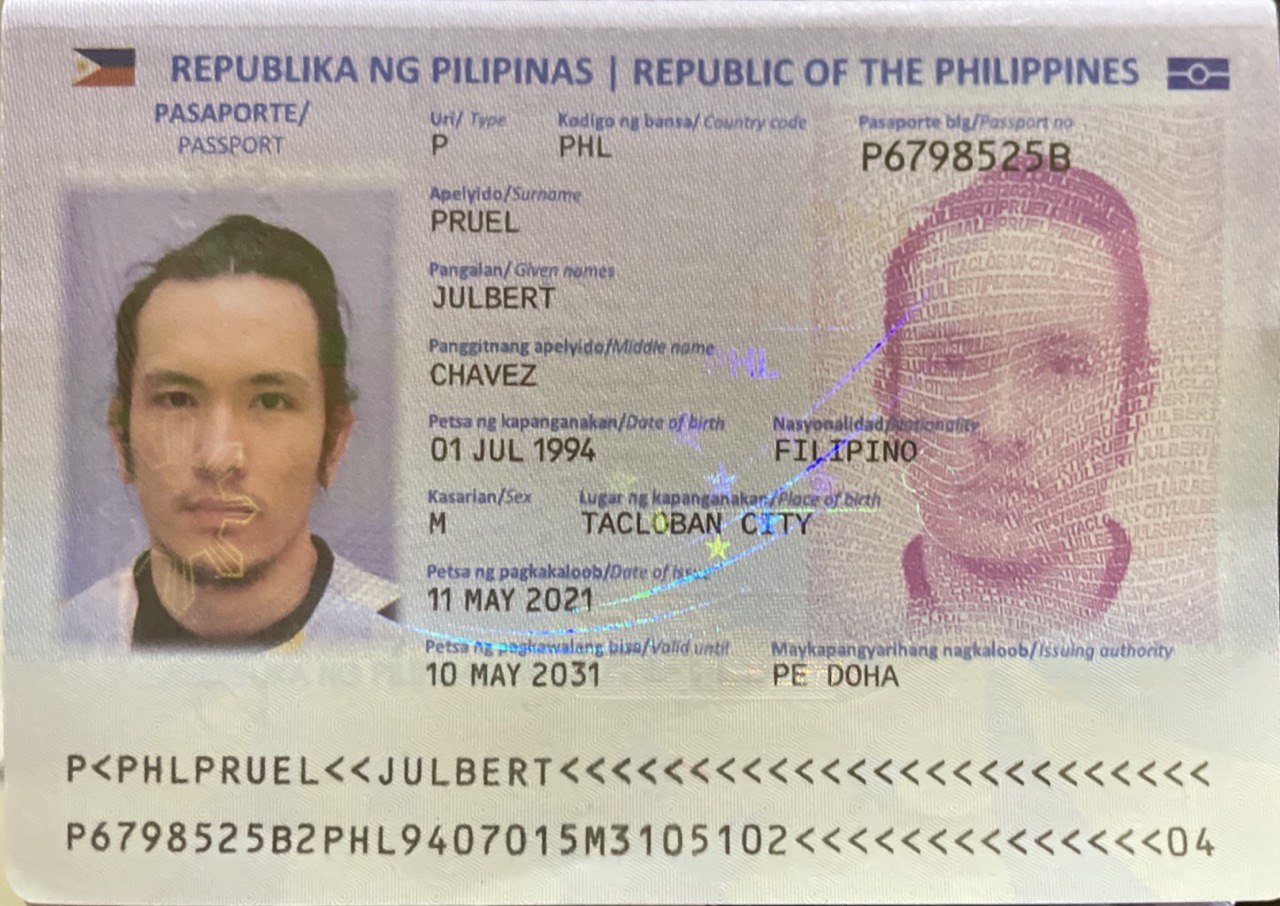 REPUBLIKA NG PILIPINAS | REPUBLIC OF THE PHILIPPINES
PASAPORTE/
PASSPORT
Uri/ Type
Kodigo ng bansa/ Country code
Pasaporte blg/Passport no
P
PHL
P6798525B
Apelyido/Surname
PRUEL
Pangalan/ Given names
JULBERT
Panggitnang apelyido/Middle name
CHAVEZ
PHL
Petsa ng kapanganakan/Date of birth
Nasyonalidad/Nationality
01 JUL 1994
FILIPINO
Kasarian/Sex
Lugar ng kapanganakan/Place of birth
M
TACLOBAN CITY
Petsa ng pagkakaloob/Date of issue
11 MAY 2021
Petsa ng pagkawalang bisa/Valid until
Maykapangyarihang nagkaloob/Issuing authority
10 MAY 2031
PE DOHA
P<PHLPRUEL<<JULBERT<<<<<<<<<<<<<<<<<<<<<<<<<
P6798525B2PHL9407015M3105102<<<<<<<<<<<<<<04